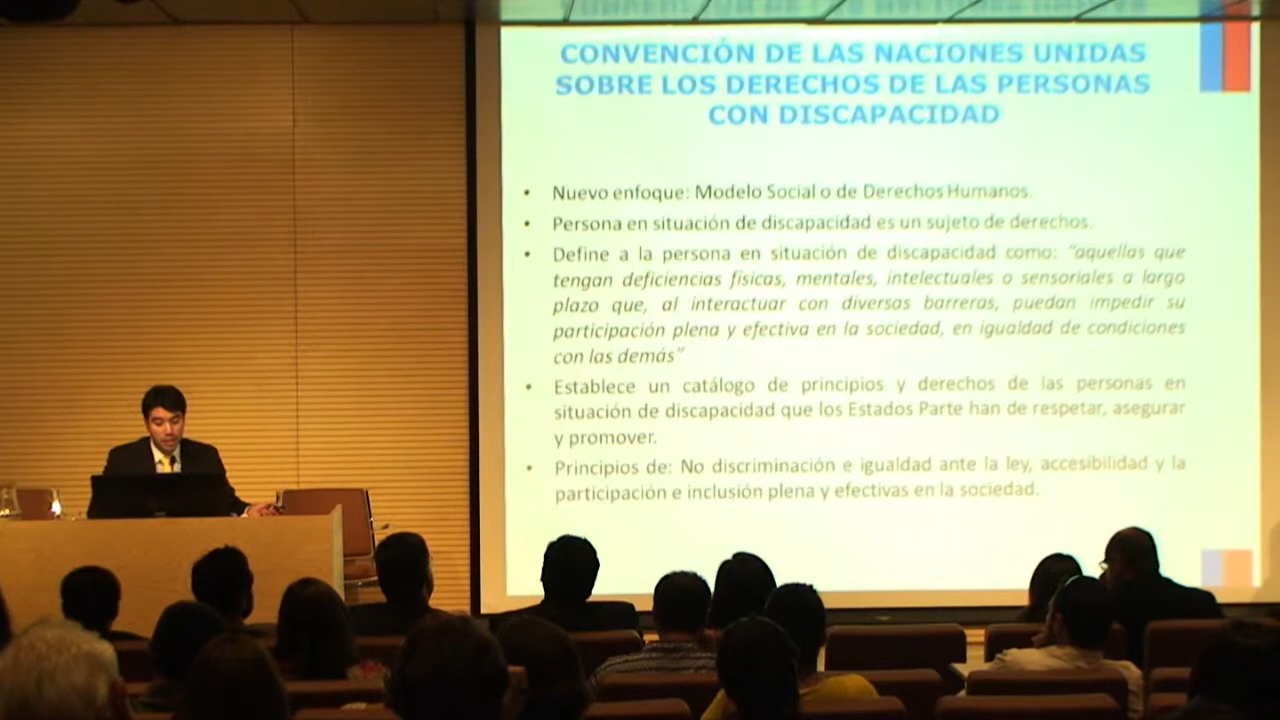 CONVENCIÓN DE LAS NACIONES UNIDAS
SOBRE LOS DERECHOS DE LAS PERSONAS
CON DISCAPACIDAD
• Nuevo enfoque: Modelo Social o de Derechos Humanos.
• Persona en situación de discapacidad es un sujeto de derechos.
• Define a la persona en situación de discapacidad como: "aquellas que
tengan deficiencias físicas, mentales, intelectuales o sensoriales a largo
plazo que, al interactuar con diversas barreras, puedan impedir su
participación plena y efectiva en la sociedad, en igualdad de condiciones
con las demás"
• Establece un catálogo de principios y derechos de las personas en
situación de discapacidad que los Estados Parte han de respetar, asegurar
y promover.
• Principios de: No discriminación e igualdad ante la ley, accesibilidad y la
participación e inclusión plena y efectivas en la sociedad.